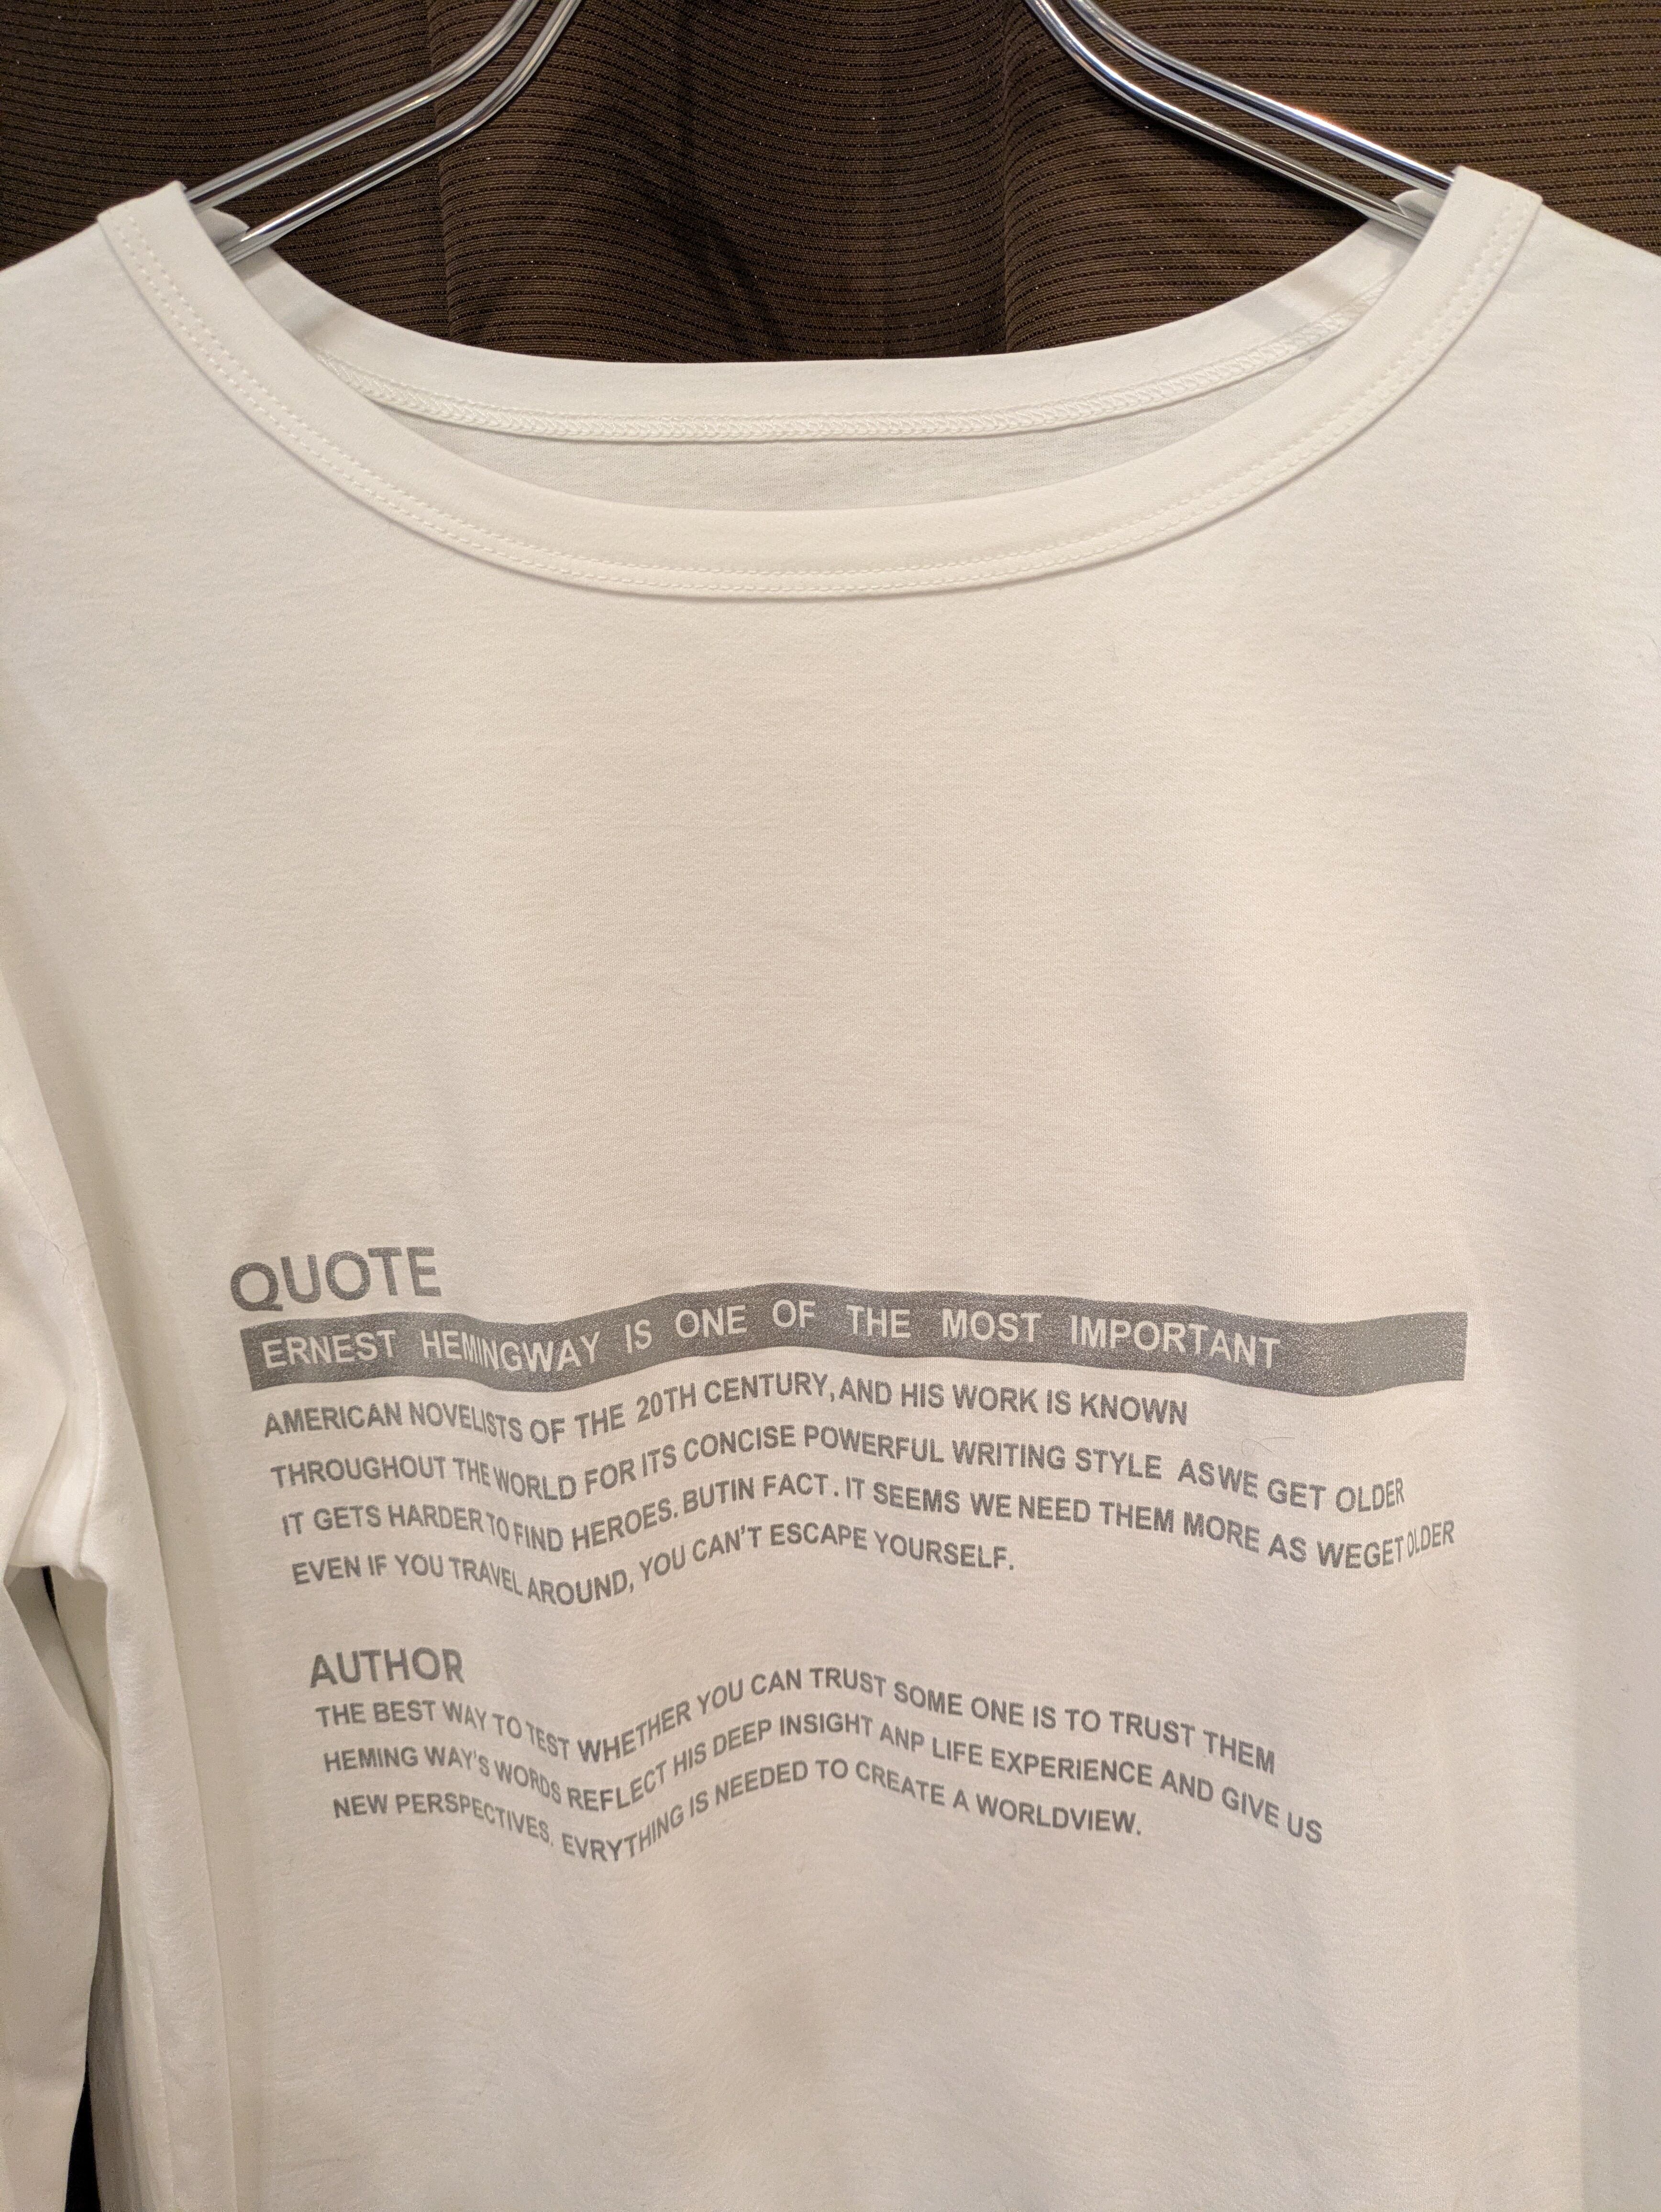 QUOTE
ERNEST HEMINGWAY IS ONE OF THE MOST IMPORTANT
AMERICAN NOVELISTS OF THE 20TH CENTURY, AND HIS WORK IS KNOWN
THROUGHOUT THE WORLD FOR ITS CONCISE POWERFUL WRITING STYLE ASWE GET OLDER
IT GETS HARDER TO FIND HEROES. BUTIN FACT. IT SEEMS WE NEED THEM MORE AS WEGET OLDER
EVEN IF YOU TRAVEL AROUND, YOU CAN'T ESCAPE YOURSELF.
AUTHOR
THE BEST WAY TO TEST WHETHER YOU CAN TRUST SOME ONE IS TO TRUST THEM
HEMING WAY'S WORDS REFLECT HIS DEEP INSIGHT ANP LIFE EXPERIENCE AND GIVE US
NEW PERSPECTIVES. EVRYTHING IS NEEDED TO CREATE A WORLDVIEW.